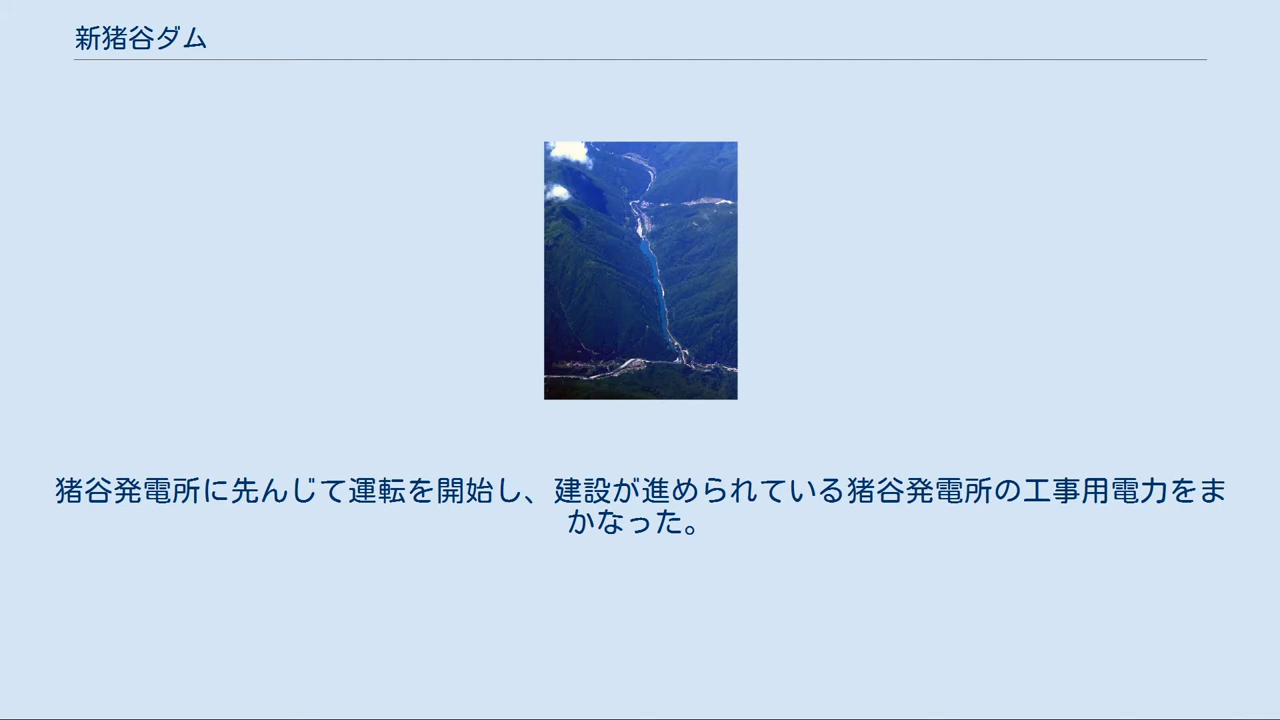 新猪谷ダム
猪谷発電所に先んじて運転を開始し、建設が進められている猪谷発電所の工事用電力をま
かなった。